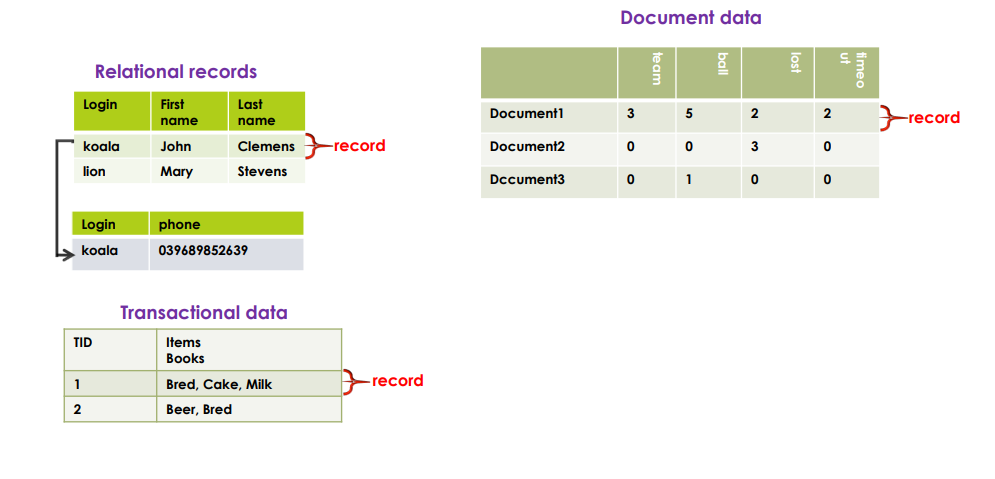 Document data
Relational records
Login First name Last name
koala John Clemens record
lion Mary Stevens
Login phone
koala 039689852639
Transactional data
TID Items
Books
1 Bred, Cake, Milk record
2 Beer, Bred
team ball lost timeo
ut
Document1 3 5 2 2 record
Document2 0 0 3 0
Dccument3 0 1 0 0